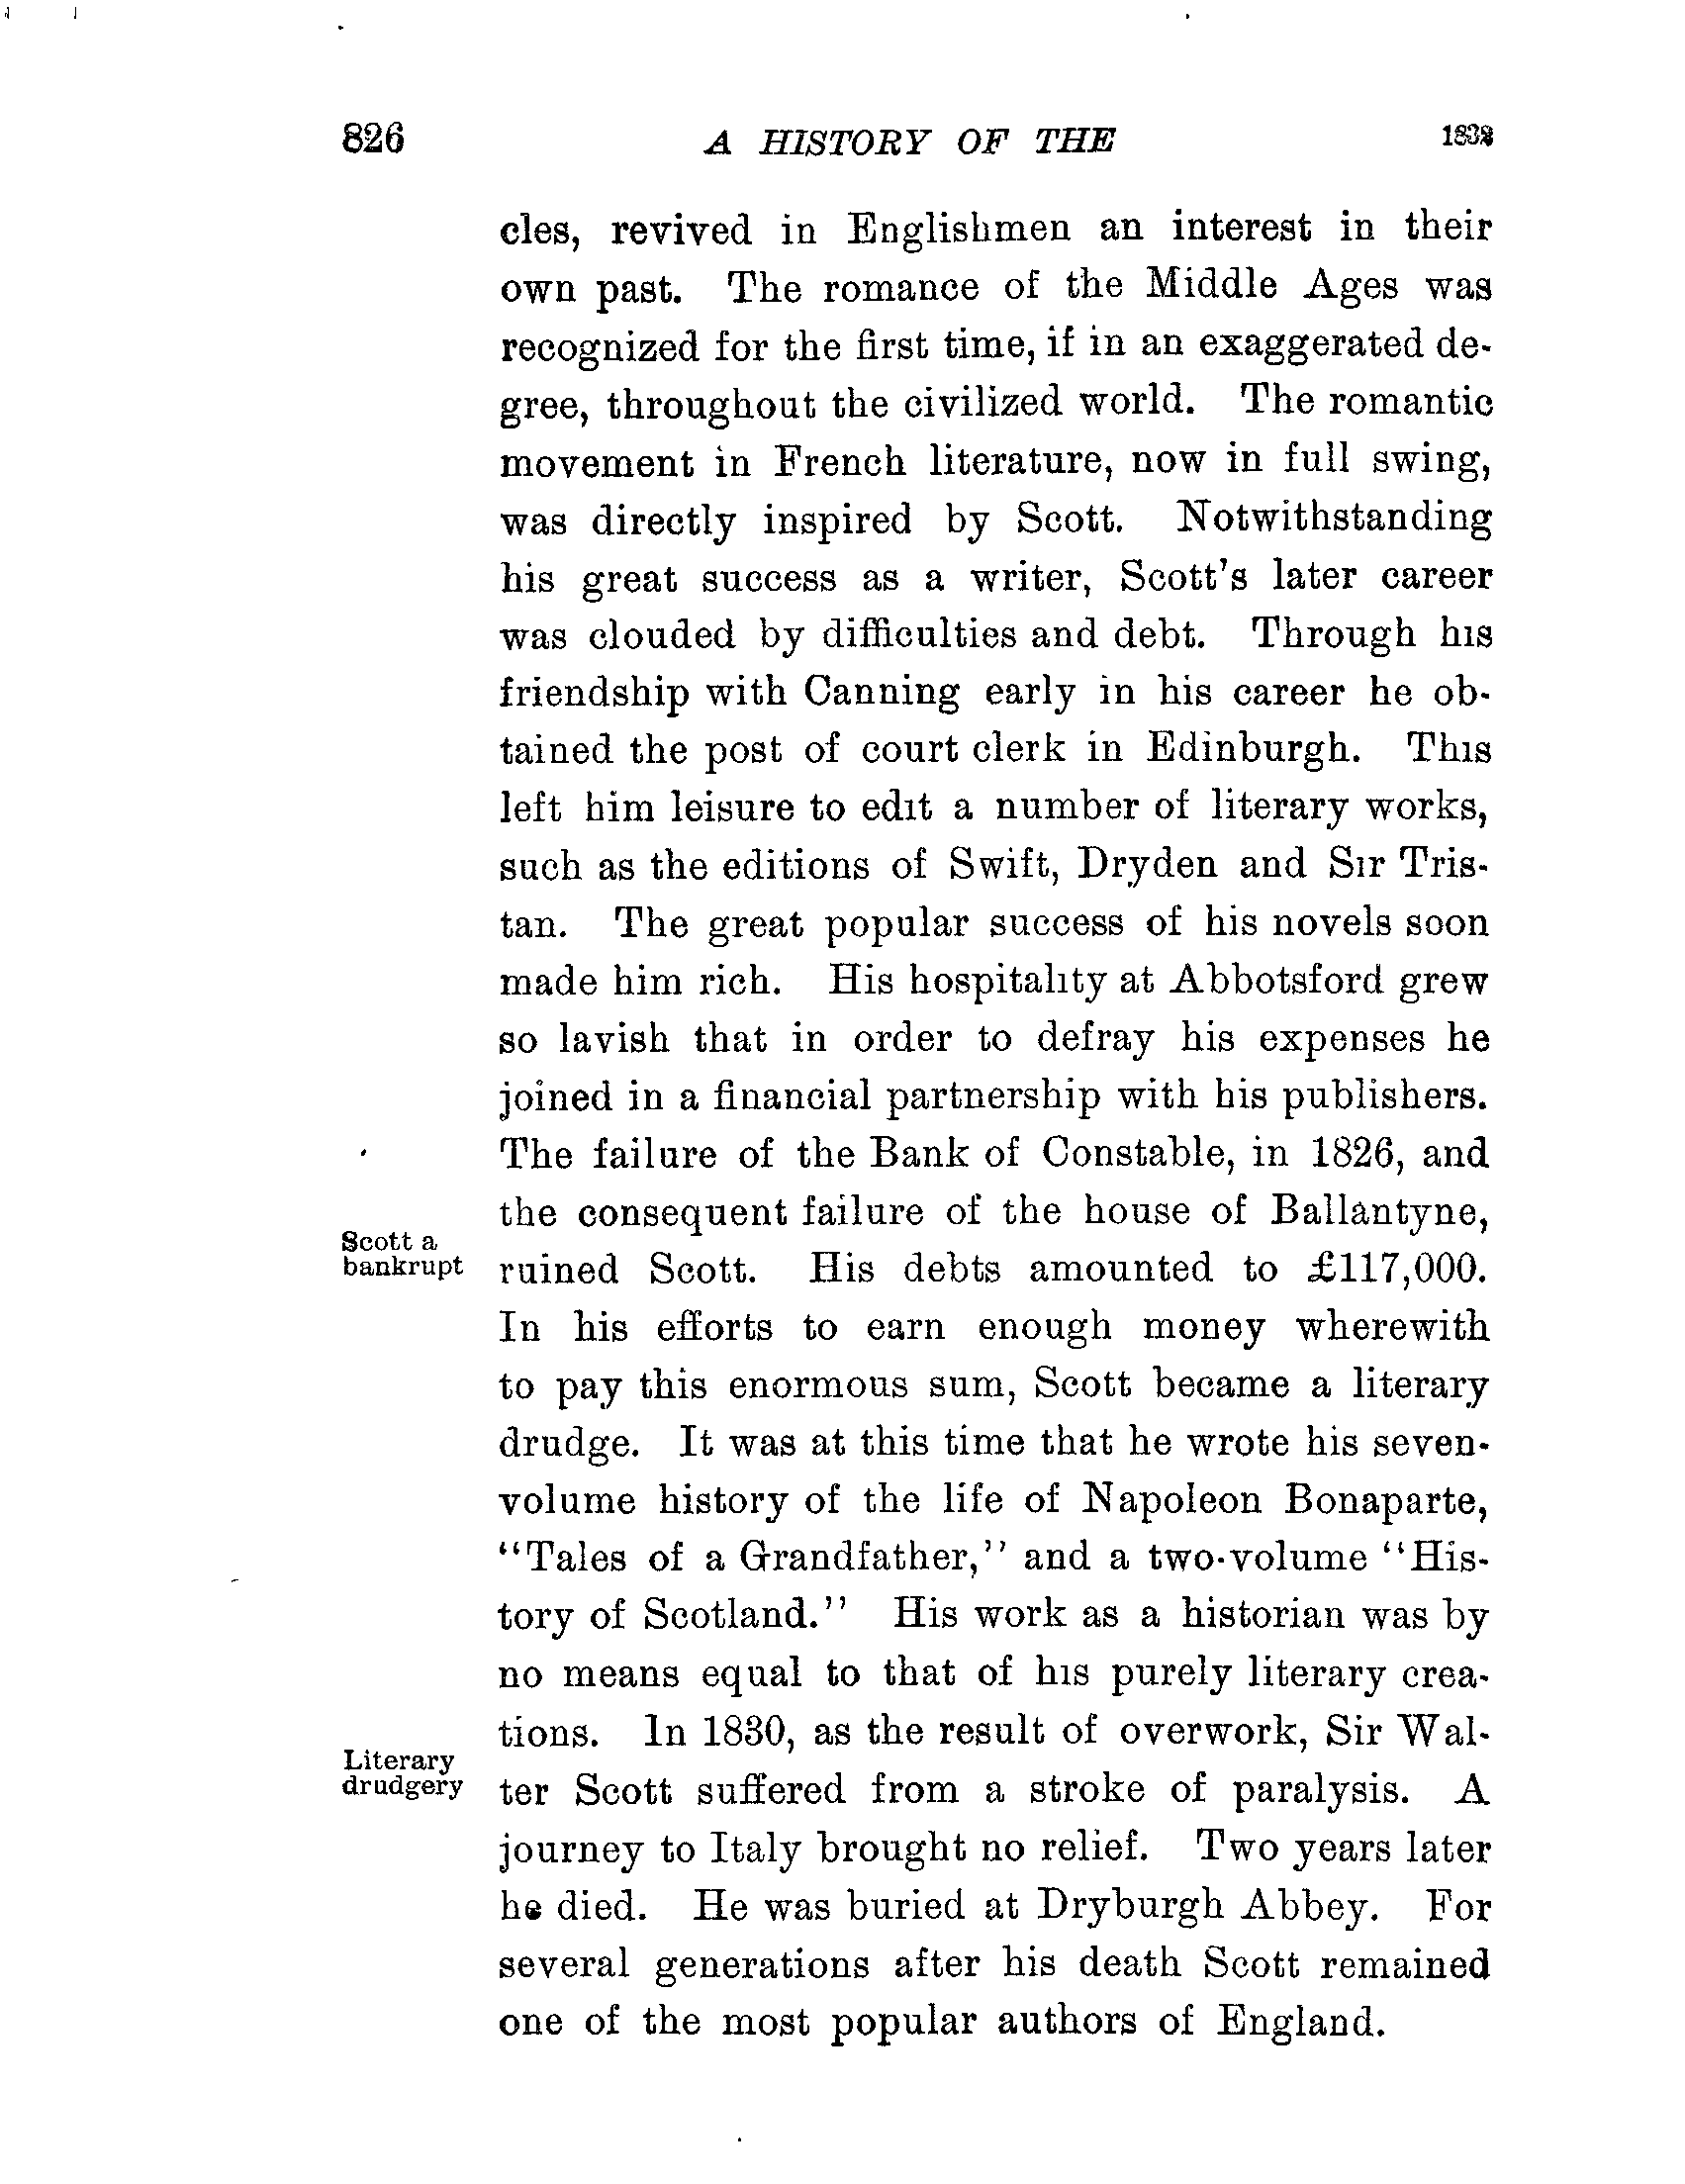 826 A HISTORY OF THE
cles, revived in Englishmen an interest in their
own past. The romance of the Middle Ages was
recognized for the first time, if in an exaggerated de-
gree, throughout the civilized world. The romantic
movement in French literature, now in full swing,
was directly inspired by Scott. Notwithstanding
his great success as a writer, Scott's later career
was clouded by difficulties and debt. Through his
friendship with Canning early in his career he ob-
tained the post of court clerk in Edinburgh. This
left him leisure to edit a number of literary works,
such as the editions of Swift, Dryden and Sir Tris-
tan. The great popular success of his novels soon
made him rich. His hospitality at Abbotsford grew
so lavish that in order to defray his expenses he
joined in a financial partnership with his publishers.
The failure of the Bank of Constable, in 1826, and
the consequent failure of the house of Ballantyne,
Scott a
bankrupt
ruined Scott. His debts amounted to £117,000.
In his efforts to earn enough money wherewith
to pay this enormous sum, Scott became a literary
drudge. It was at this time that he wrote his seven-
volume history of the life of Napoleon Bonaparte,
"Tales of a Grandfather," and a two-volume "His-
tory of Scotland." His work as a historian was by
no means equal to that of his purely literary crea-
tions. In 1830, as the result of overwork, Sir Wal-
Literary
drudgery
ter Scott suffered from a stroke of paralysis. A
journey to Italy brought no relief. Two years later
he died. He was buried at Dryburgh Abbey. For
several generations after his death Scott remained
one of the most popular authors of England.